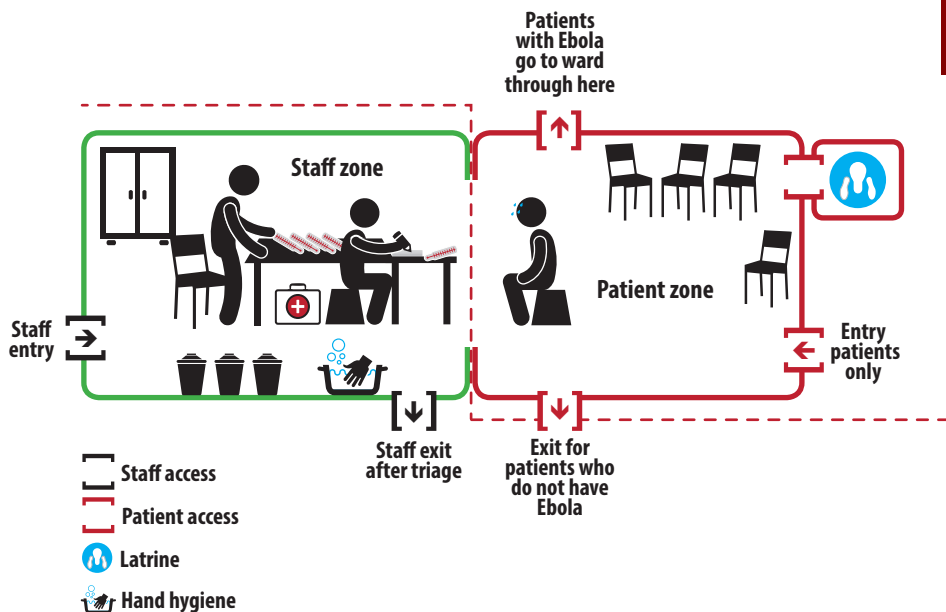 Patients
with Ebola
go to ward
through here
Staff zone
Patient zone
Staff
entry
Entry
patients
only
Staff exit
after triage
Exit for
patients who
do not have
Ebola
Staff access
Patient access
Latrine
Hand hygiene